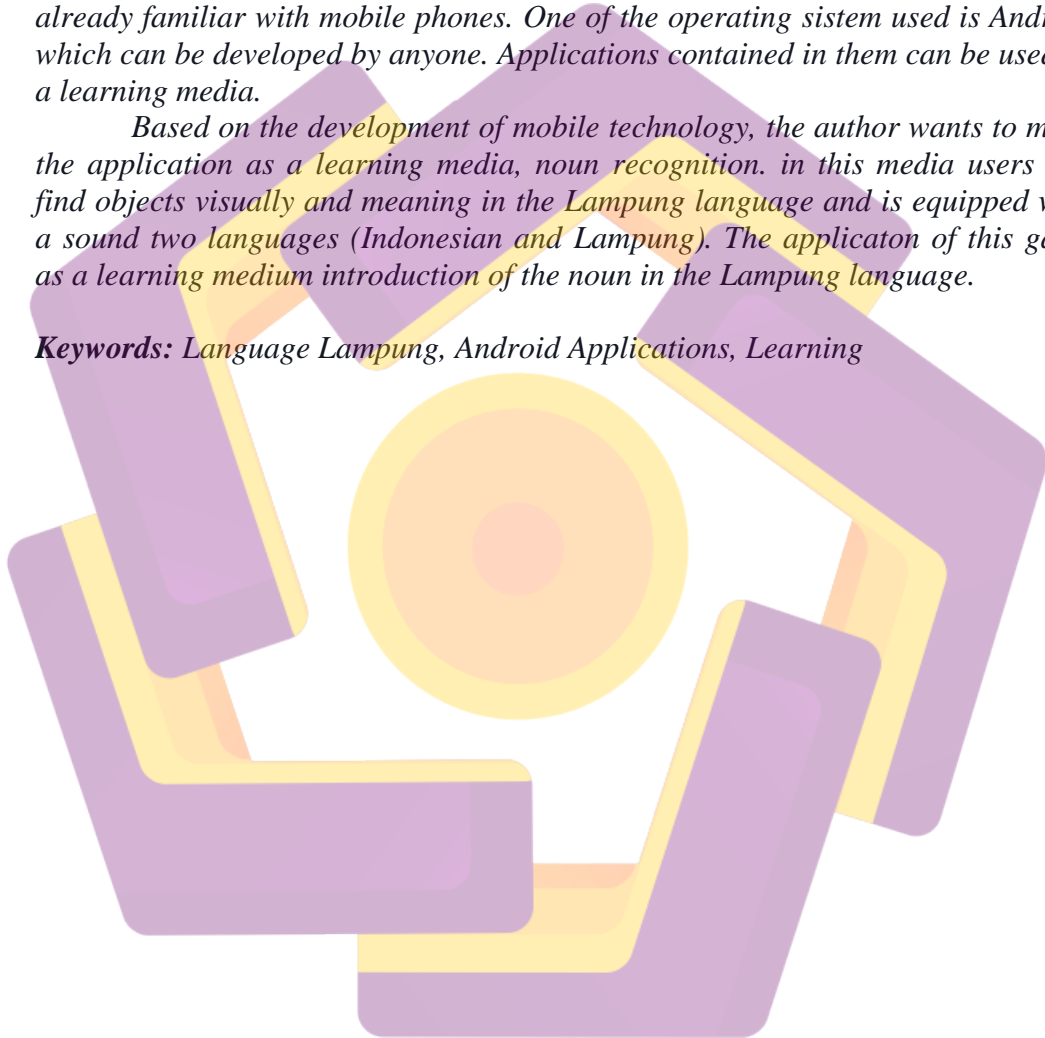 already familiar with mobile phones. One of the operating sistem used is Andr
which can be developed by anyone. Applications contained in them can be used
a learning media.
Based on the development of mobile technology, the author wants to m
the application as a learning media, noun recognition. in this media users
find objects visually and meaning in the Lampung language and is equipped w
a sound two languages (Indonesian and Lampung). The applicaton of this ga
as a learning medium introduction of the noun in the Lampung language.
Keywords: Language Lampung, Android Applications, Learning